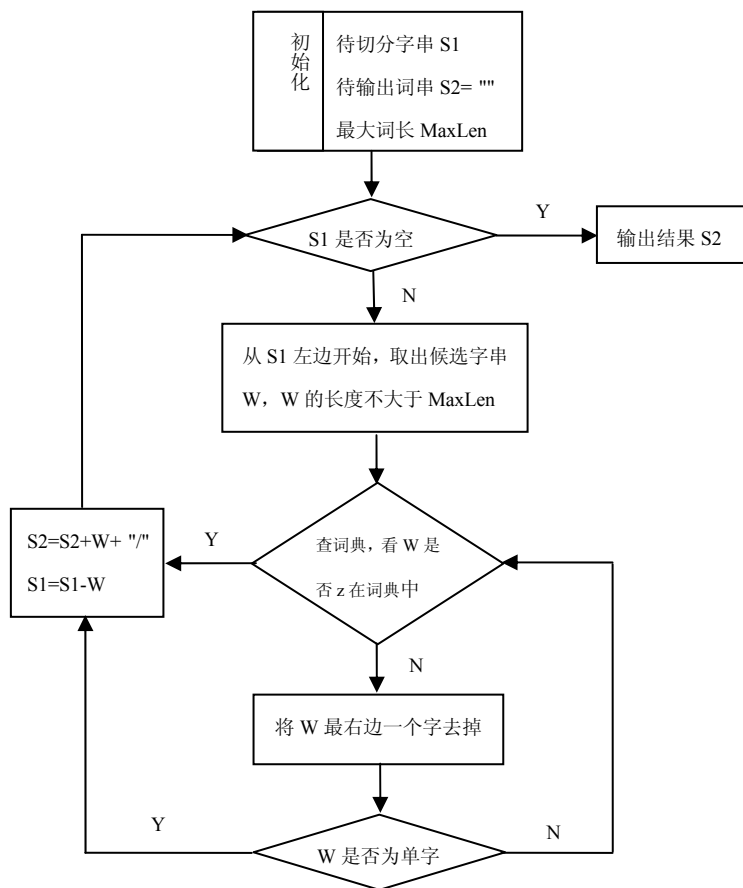 初始化
待切分字串 S1
待输出词串 S2= ""
最大词长 MaxLen
S1 是否为空
Y
输出结果 S2
N
从 S1 左边开始，取出候选字串
W，W 的长度不大于 MaxLen
查词典，看 W 是
否 z 在词典中
Y
S2=S2+W+ "/"
S1=S1-W
N
将 W 最右边一个字去掉
W 是否为单字
Y
N